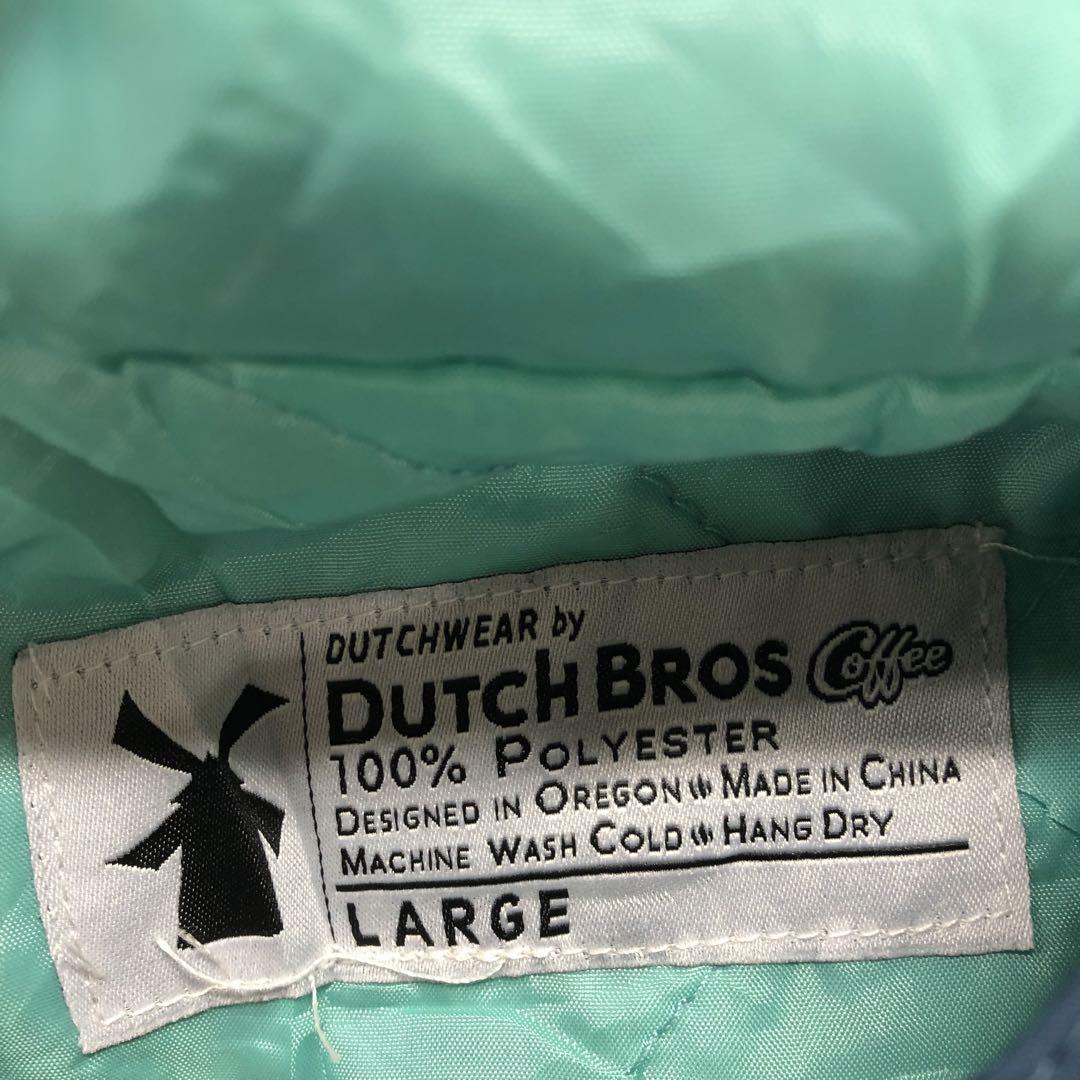 DUTCHWEAR by
DUTCH BROS Coffee
100% POLYESTER
DESIGNED IN OREGON MADE IN CHINA
MACHINE WASH COLD HANG DRY
LARGE